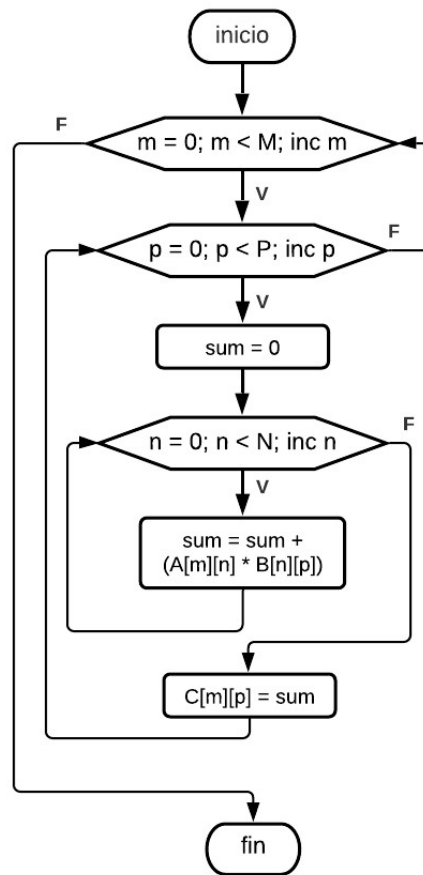 inicio
F
m = 0; m < M; inc m
V
p = 0; p < P; inc p
F
V
sum = 0
n = 0; n < N; inc n
F
V
sum = sum +
(A[m][n] * B[n][p])
C[m][p] = sum
fin